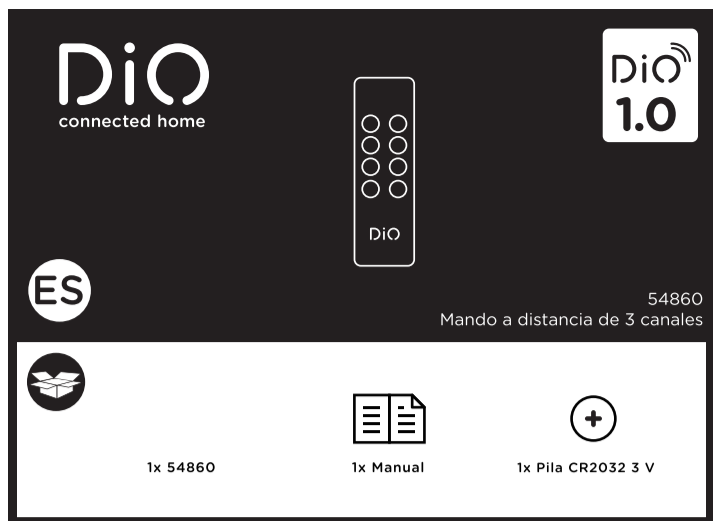 DiO
connected home
DiO
1.0
DiO
ES
54860
Mando a distancia de 3 canales
1x 54860
1x Manual
1x Pila CR2032 3 V